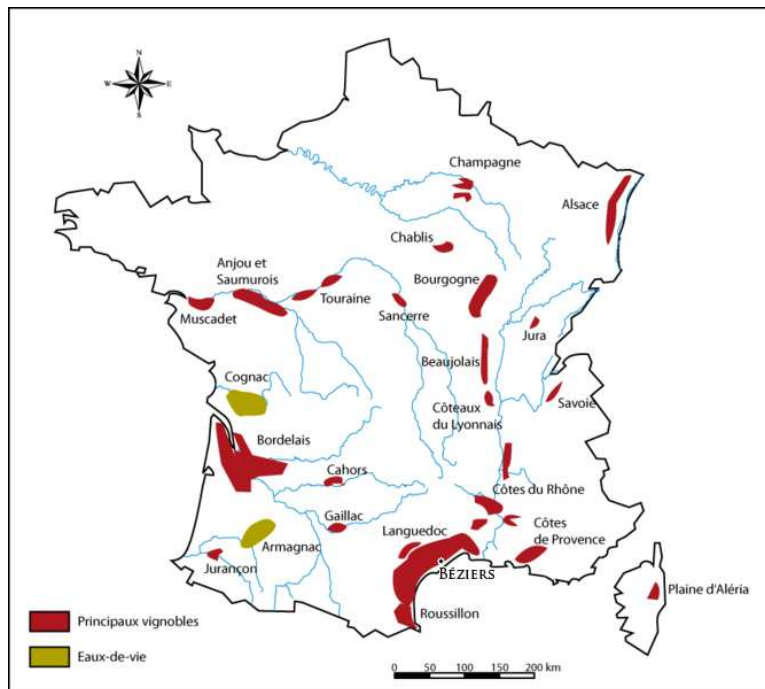 N
W
E
S
Champagne
Alsace
Chablis
Anjou et
Saumurois
Bourgogne
Touraine
Muscadet
Sancerre
Jura
Beaujolais
Cognac
Savoie
Côteaux
du Lyonnais
Bordelais
Cahors
Côtes du Rhône
Gaillac
Languedoc
Côtes
de Provence
Armagnac
Jurançon
BÉZIERS
Plaine d'Aléria
Roussillon
Principaux vignobles
Eaux-de-vie
0 50 100 150 200 km